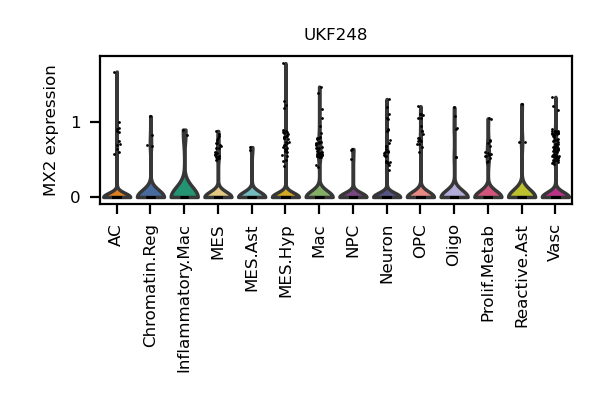 UKF248
MX2 expression
1
0
AC
Chromatin.Reg
Inflammatory.Mac
MES
MES.Ast
MES.Hyp
Mac
NPC
Neuron
OPC
Oligo
Prolif.Metab
Reactive.Ast
Vasc